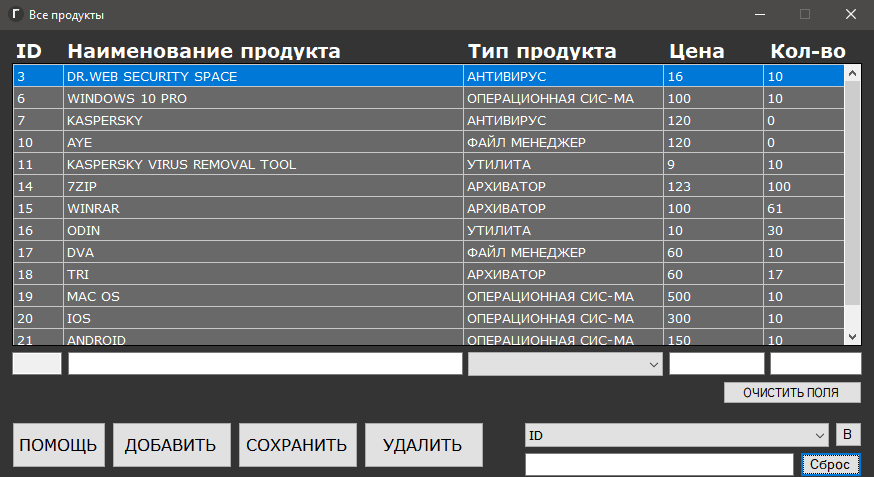 Г Все продукты
ID Наименование продукта Тип продукта Цена Кол-во
3 DR.WEB SECURITY SPACE АНТИВИРУС 16 10
6 WINDOWS 10 PRO ОПЕРАЦИОННАЯ СИС-МА 100 10
7 KASPERSKY АНТИВИРУС 120 0
10 AYE ФАЙЛ МЕНЕДЖЕР 120 0
11 KASPERSKY VIRUS REMOVAL TOOL УТИЛИТА 9 10
14 7ZIP АРХИВАТОР 123 100
15 WINRAR АРХИВАТОР 100 61
16 ODIN УТИЛИТА 10 30
17 DVA ФАЙЛ МЕНЕДЖЕР 60 10
18 TRI АРХИВАТОР 60 17
19 MAC OS ОПЕРАЦИОННАЯ СИС-МА 500 10
20 IOS ОПЕРАЦИОННАЯ СИС-МА 300 10
21 ANDROID ОПЕРАЦИОННАЯ СИС-МА 150 10
ОЧИСТИТЬ ПОЛЯ
ПОМОЩЬ ДОБАВИТЬ СОХРАНИТЬ УДАЛИТЬ
ID В
Сброс